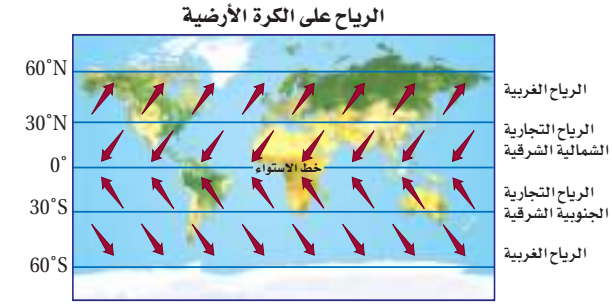 الرياح على الكرة الأرضية
60°N
الرياح الغربية
30°N
الرياح التجارية
الشمالية الشرقية
0°
خط الاستواء
الرياح التجارية
الجنوبية الشرقية
30°S
الرياح الغربية
60°S